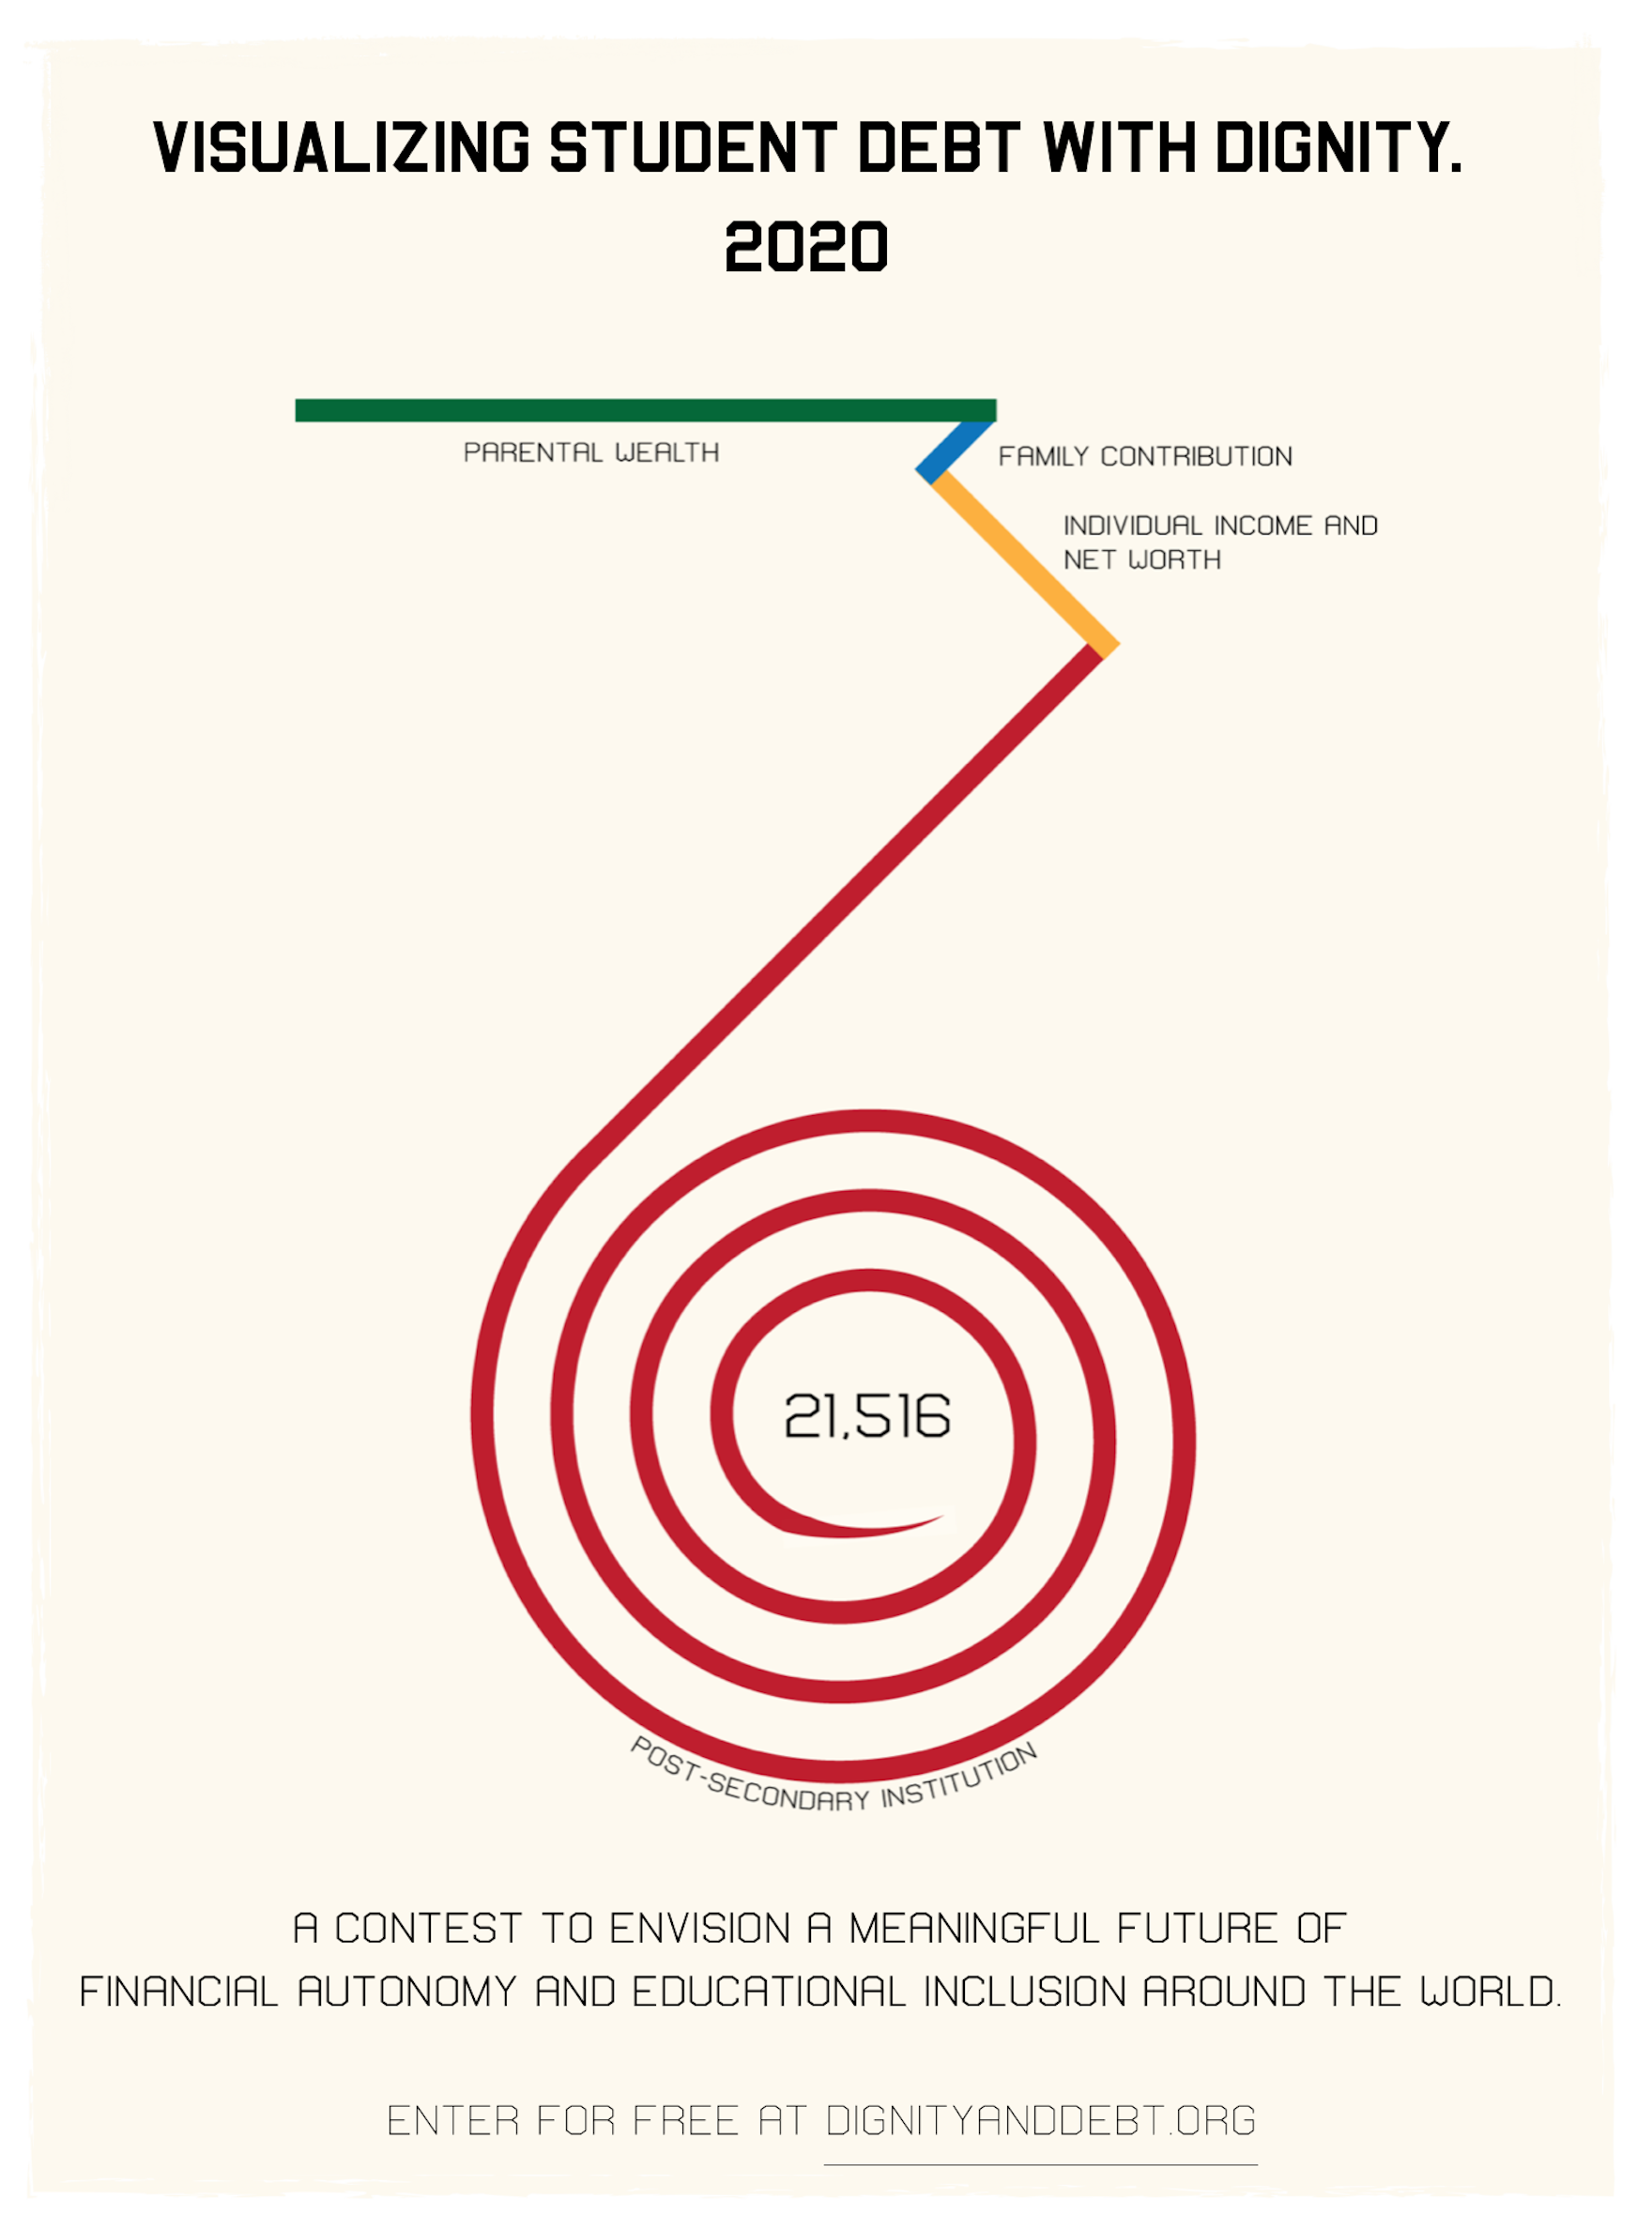 VISUALIZING STUDENT DEBT WITH DIGNITY.
2020
PARENTAL WEALTH
FAMILY CONTRIBUTION
INDIVIDUAL INCOME AND
NET WORTH
21,516
POST-SECONDARY INSTITUTION
A CONTEST TO ENVISION A MEANINGFUL FUTURE OF
FINANCIAL AUTONOMY AND EDUCATIONAL INCLUSION AROUND THE WORLD.
ENTER FOR FREE AT DIGNITYANDDEBT.ORG